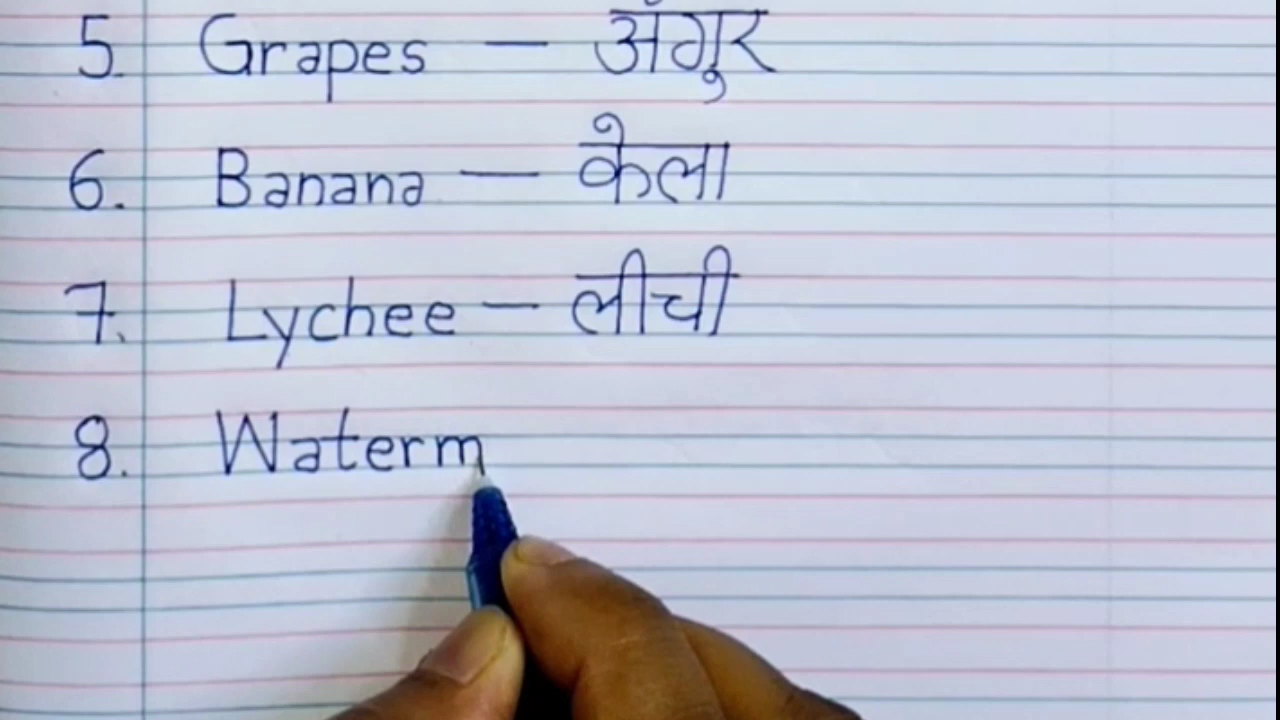 5. Grapes — अंगूर
6. Banana — केला
7. Lychee — लीची
8. Waterm